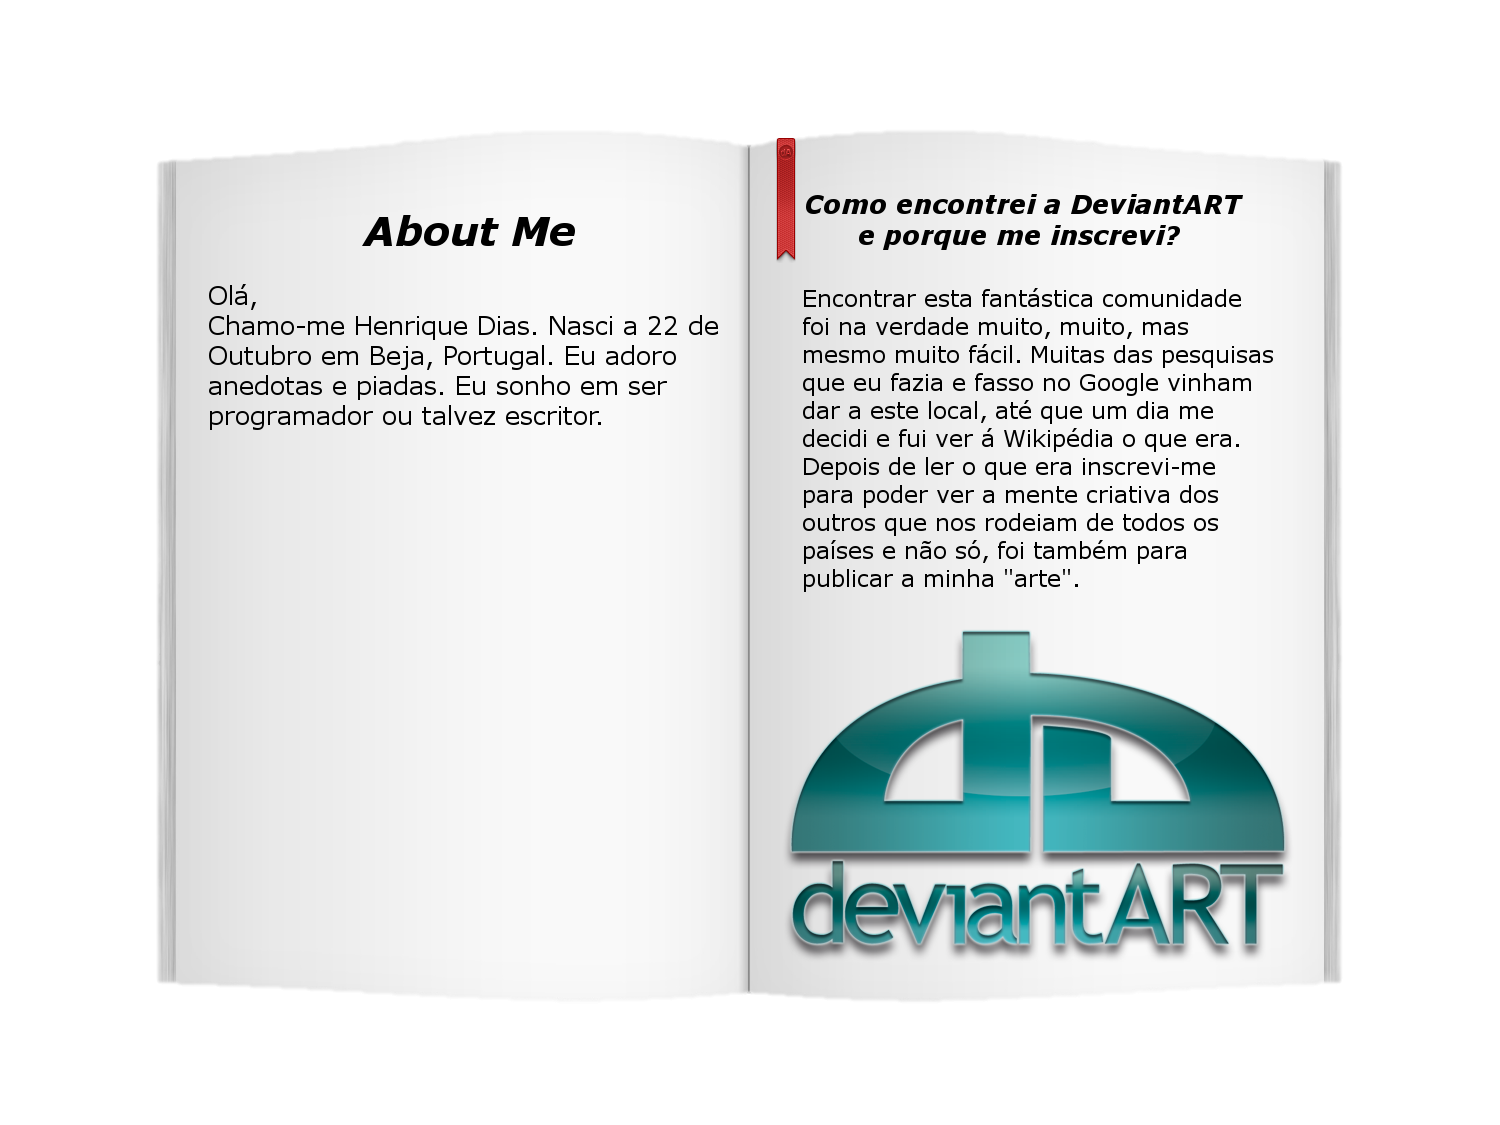 About Me
Olá,
Chamo-me Henrique Dias. Nasci a 22 de
Outubro em Beja, Portugal. Eu adoro
anedotas e piadas. Eu sonho em ser
programador ou talvez escritor.
Como encontrei a DeviantART
e porque me inscrevi?
Encontrar esta fantástica comunidade
foi na verdade muito, muito, mas
mesmo muito fácil. Muitas das pesquisas
que eu fazia e fasso no Google vinham
dar a este local, até que um dia me
decidi e fui ver á Wikipédia o que era.
Depois de ler o que era inscrevi-me
para poder ver a mente criativa dos
outros que nos rodeiam de todos os
países e não só, foi também para
publicar a minha "arte".
deviantART